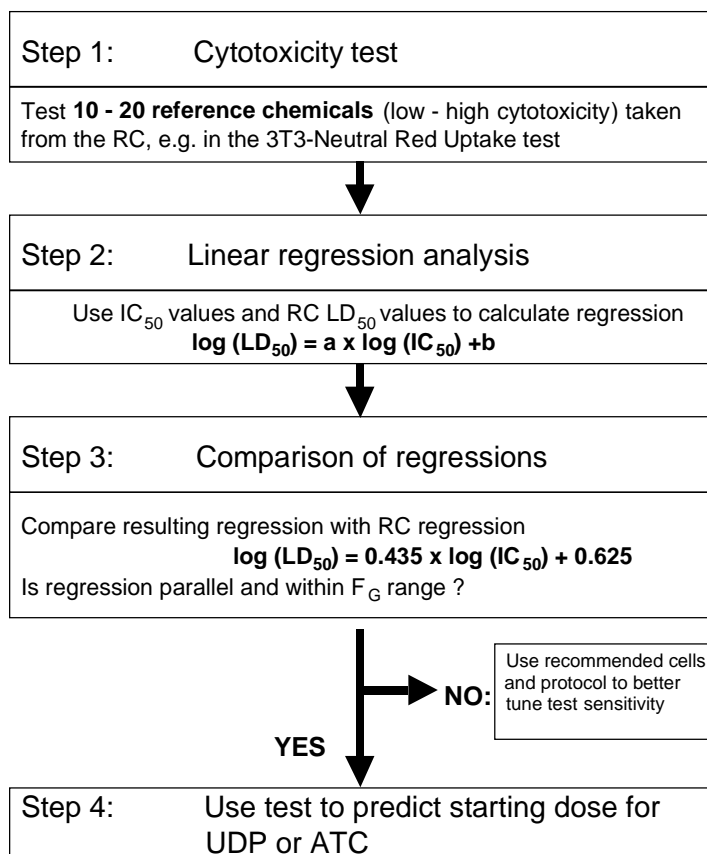 Step 1: Cytotoxicity test
Test 10 - 20 reference chemicals (low - high cytotoxicity) taken
from the RC, e.g. in the 3T3-Neutral Red Uptake test
Step 2: Linear regression analysis
Use IC50 values and RC LD50 values to calculate regression
log (LD50) = a x log (IC50) +b
Step 3: Comparison of regressions
Compare resulting regression with RC regression
log (LD50) = 0.435 x log (IC50) + 0.625
Is regression parallel and within FG range ?
Use recommended cells
and protocol to better
tune test sensitivity
NO:
YES
Step 4: Use test to predict starting dose for
UDP or ATC